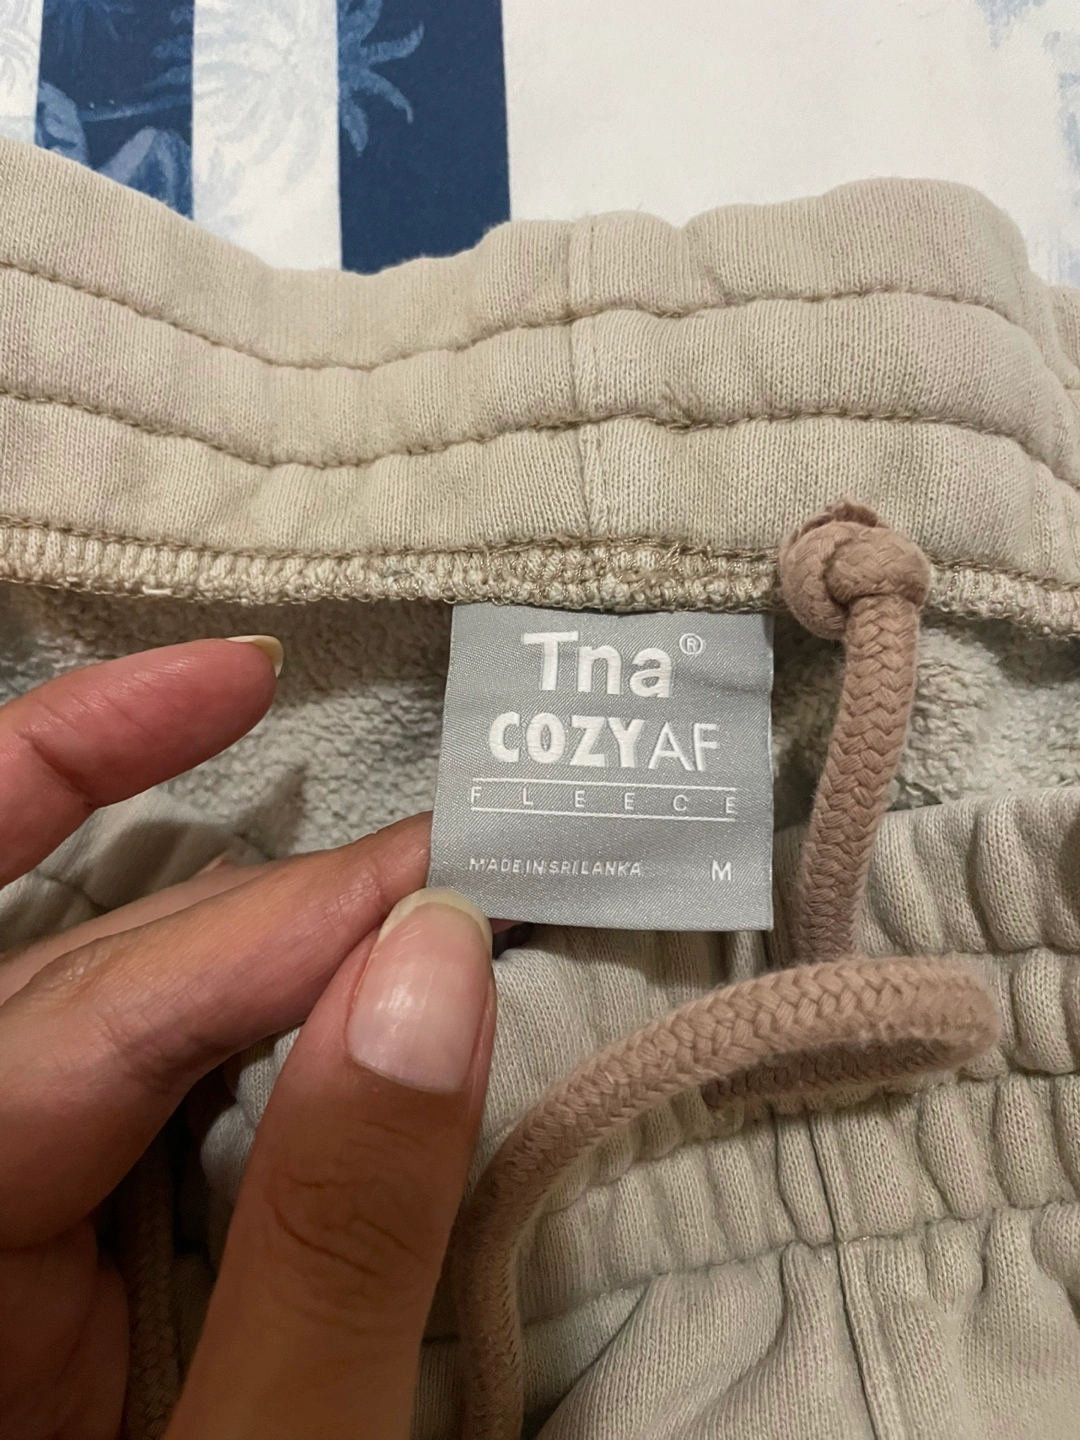 Tna®
COZYAF
FLEECE
MADE IN SRI LANKA M